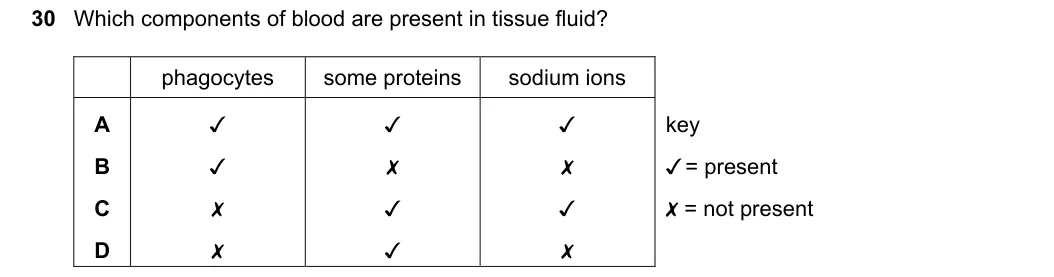 30 Which components of blood are present in tissue fluid?
phagocytes some proteins sodium ions
A ✓ ✓ ✓ key
B ✓ ✗ ✗ ✓ = present
C ✗ ✓ ✓ ✗ = not present
D ✗ ✓ ✗